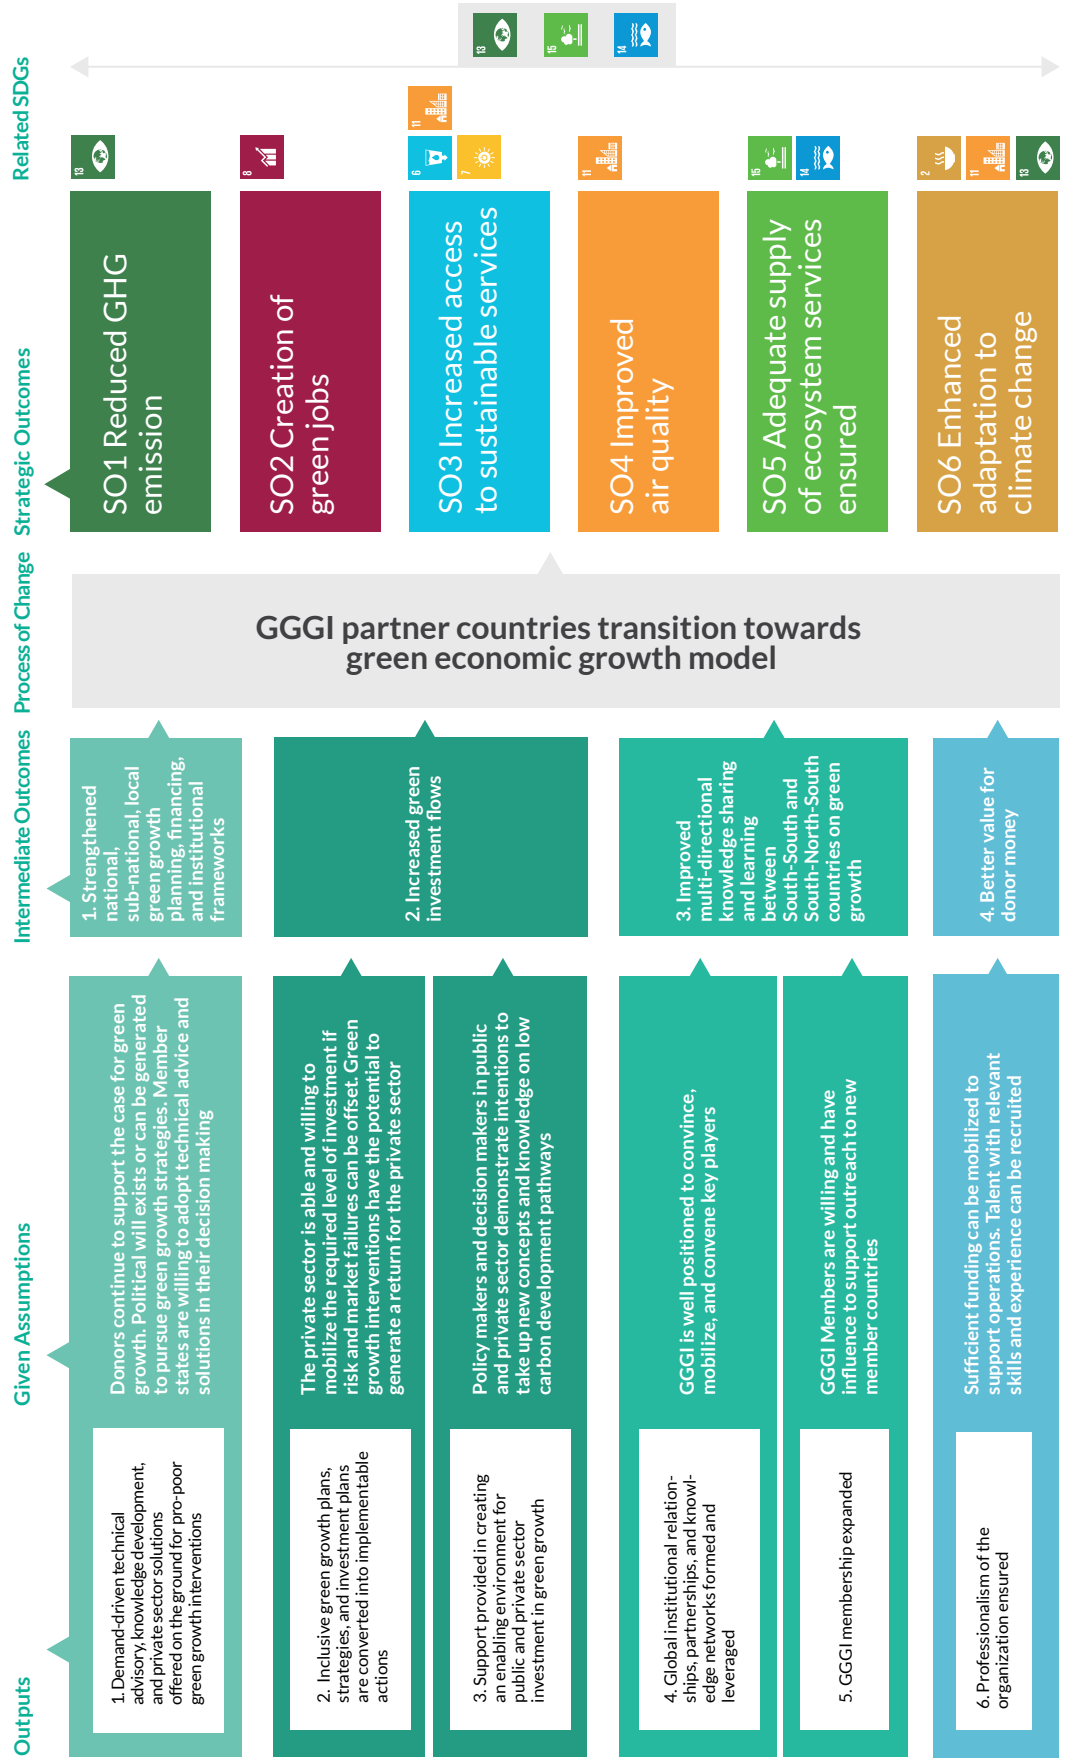 Outputs
Given Assumptions
Intermediate Outcomes
Process of Change
Strategic Outcomes
Related SDGs
1. Demand-driven technical
advisory, knowledge development,
and private sector solutions
offered on the ground for pro-poor
green growth interventions
Donors continue to support the case for green
growth. Political will exists or can be generated
to pursue green growth strategies. Member
states are willing to adopt technical advice and
solutions in their decision making
1. Strengthened
national,
sub-national, local
green growth
planning, financing,
and institutional
frameworks
2. Inclusive green growth plans,
strategies, and investment plans
are converted into implementable
actions
The private sector is able and willing to
mobilize the required level of investment if
risk and market failures can be offset. Green
growth interventions have the potential to
generate a return for the private sector
3. Support provided in creating
an enabling environment for
public and private sector
investment in green growth
Policy makers and decision makers in public
and private sector demonstrate intentions to
take up new concepts and knowledge on low
carbon development pathways
2. Increased green
investment flows
4. Global institutional relation-
ships, partnerships, and knowl-
edge networks formed and
leveraged
GGGI is well positioned to convince,
mobilize, and convene key players
5. GGGI membership expanded
GGGI Members are willing and have
influence to support outreach to new
member countries
3. Improved
multi-directional
knowledge sharing
and learning
between
South-South and
South-North-South
countries on green
growth
6. Professionalism of the
organization ensured
Sufficient funding can be mobilized to
support operations. Talent with relevant
skills and experience can be recruited
4. Better value for
donor money
GGGI partner countries transition towards
green economic growth model
SO1 Reduced GHG
emission
13
SO2 Creation of
green jobs
8
SO3 Increased access
to sustainable services
6
11
7
SO4 Improved
air quality
11
SO5 Adequate supply
of ecosystem services
ensured
15
14
SO6 Enhanced
adaptation to
climate change
2
11
13
13
15
14